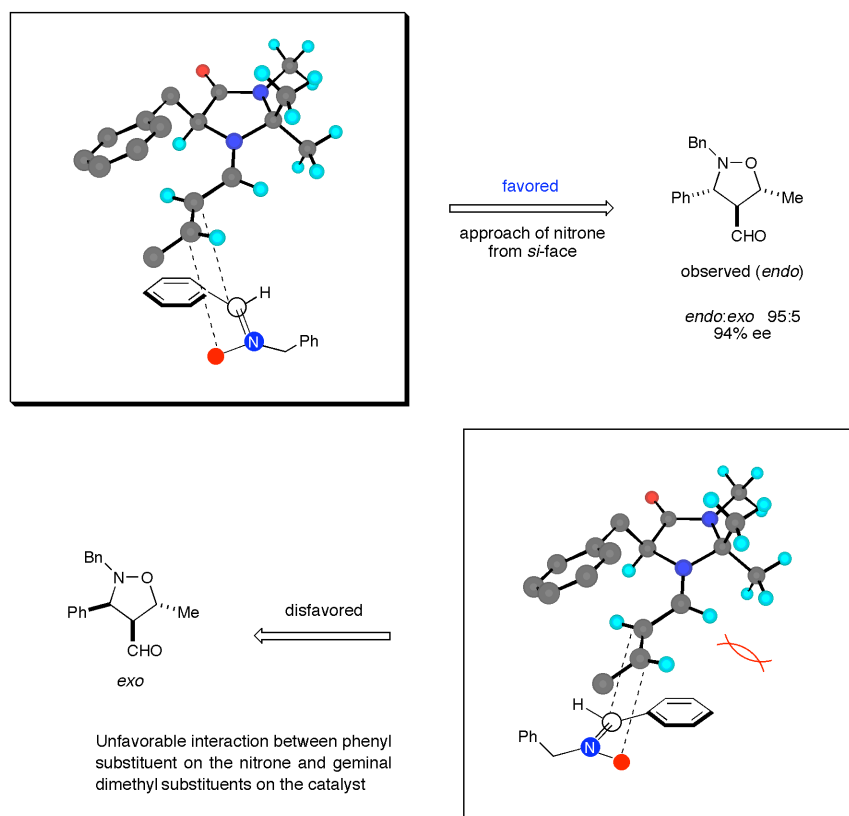 Bn
N
O
Ph
Me
CHO
favored
approach of nitrone
from si-face
observed (endo)
endo:exo 95:5
94% ee
H
N
Ph
Bn
N
O
Ph
Me
CHO
exo
disfavored
Unfavorable interaction between phenyl
substituent on the nitrone and geminal
dimethyl substituents on the catalyst
H
Ph
N